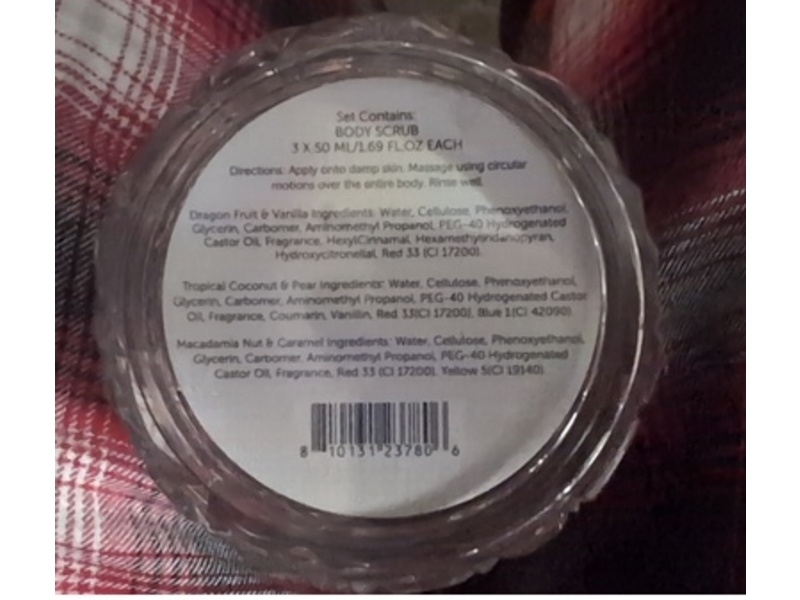 Set Contains:
BODY SCRUB
3 X 50 ML/1.69 FL.OZ EACH
Directions: Apply onto damp skin. Massage using circular
motions over the entire body. Rinse well.
Dragon Fruit & Vanilla Ingredients: Water, Cellulose, Phenoxyethanol,
Glycerin, Carbomer, Aminomethyl Propanol, PEG-40 Hydrogenated
Castor Oil, Fragrance, HexylCinnamal, Hexamethylindanopyran,
Hydroxycitronellal, Red 33 (CI 17200).
Tropical Coconut & Pear Ingredients: Water, Cellulose, Phenoxyethanol,
Glycerin, Carbomer, Aminomethyl Propanol, PEG-40 Hydrogenated Castor
Oil, Fragrance, Coumarin, Vanillin, Red 33(CI 17200), Blue 1(CI 42090).
Macadamia Nut & Caramel Ingredients: Water, Cellulose, Phenoxyethanol,
Glycerin, Carbomer, Aminomethyl Propanol, PEG-40 Hydrogenated
Castor Oil, Fragrance, Red 33 (CI 17200), Yellow 5(CI 19140).
8 10131 23780 6